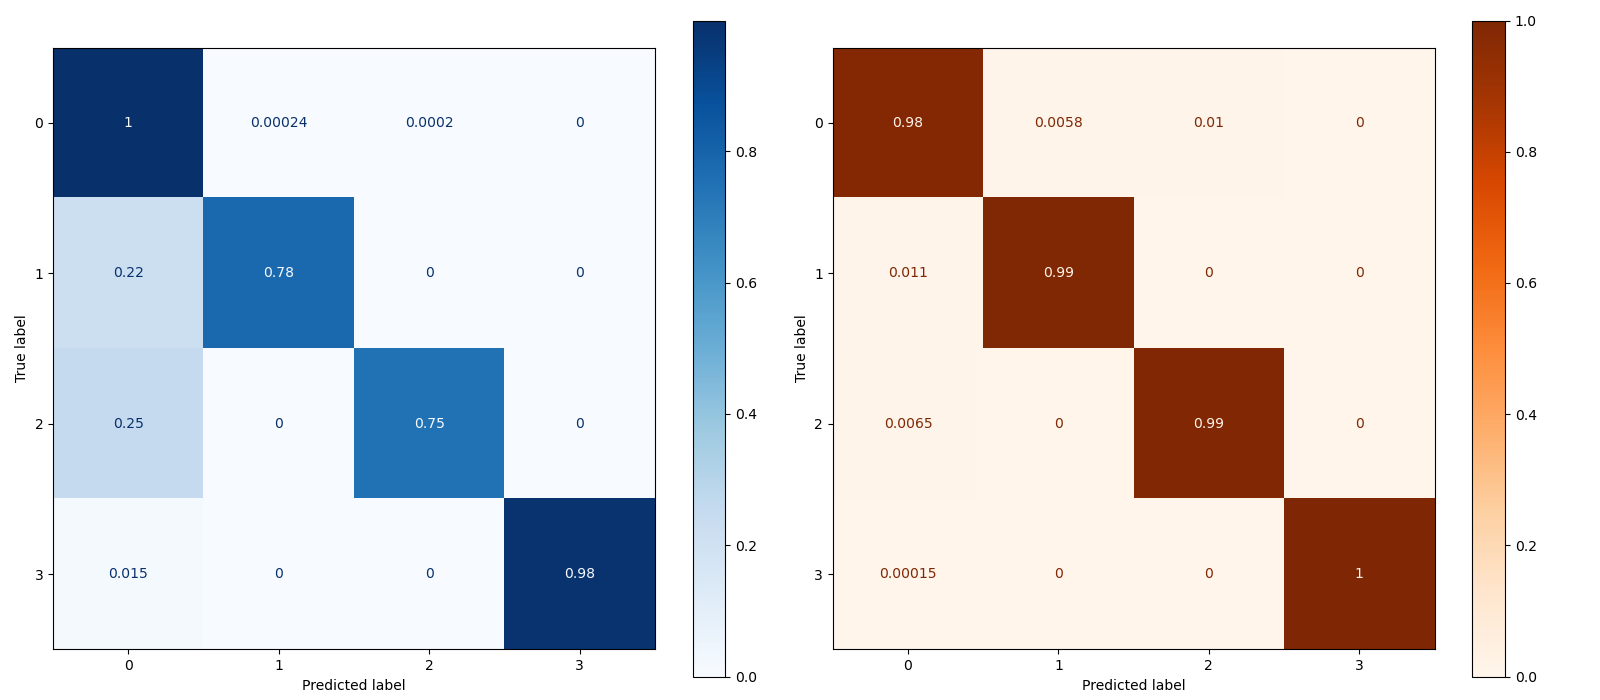 0 1 0.00024 0.0002 0
1 0.22 0.78 0 0
2 0.25 0 0.75 0
3 0.015 0 0 0.98
0 1 2 3
Predicted label
True label
0.8
0.6
0.4
0.2
0.0
0 0.98 0.0058 0.01 0
1 0.011 0.99 0 0
2 0.0065 0 0.99 0
3 0.00015 0 0 1
0 1 2 3
Predicted label
True label
1.0
0.8
0.6
0.4
0.2
0.0